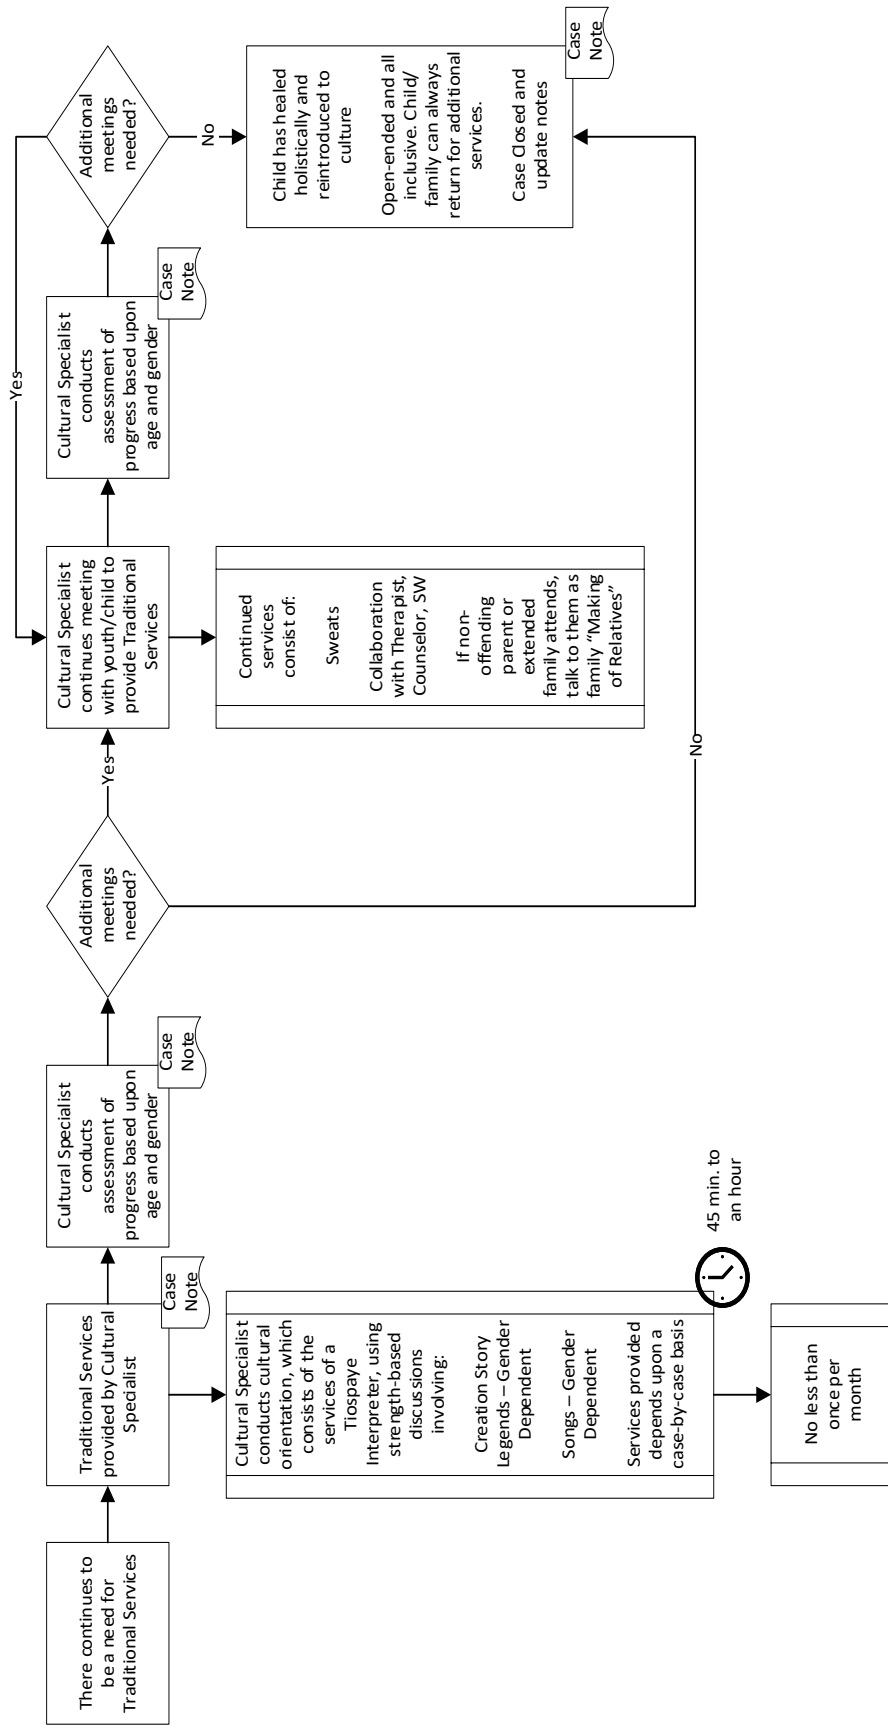 There continues to
be a need for
Traditional Services
Traditional Services
provided by Cultural
Specialist
Case
Note
Cultural Specialist
conducts cultural
orientation, which
consists of the
services of a
Tiospaye
Interpreter, using
strength-based
discussions
involving:
Creation Story
Legends – Gender
Dependent
Songs – Gender
Dependent
Services provided
depends upon a
case-by-case basis
45 min. to
an hour
No less than
once per
month
Cultural Specialist
conducts
assessment of
progress based upon
age and gender
Case
Note
Additional
meetings
needed?
Yes
No
Cultural Specialist
continues meeting
with youth/child to
provide Traditional
Services
Continued
services
consist of:
Sweats
Collaboration
with Therapist,
Counselor, SW
If non-
offending
parent or
extended
family attends,
talk to them as
family “Making
of Relatives”
Cultural Specialist
conducts
assessment of
progress based upon
age and gender
Case
Note
Additional
meetings
needed?
Yes
No
Child has healed
holistically and
reintroduced to
culture
Open-ended and all
inclusive. Child/
family can always
return for additional
services.
Case Closed and
update notes
Case
Note